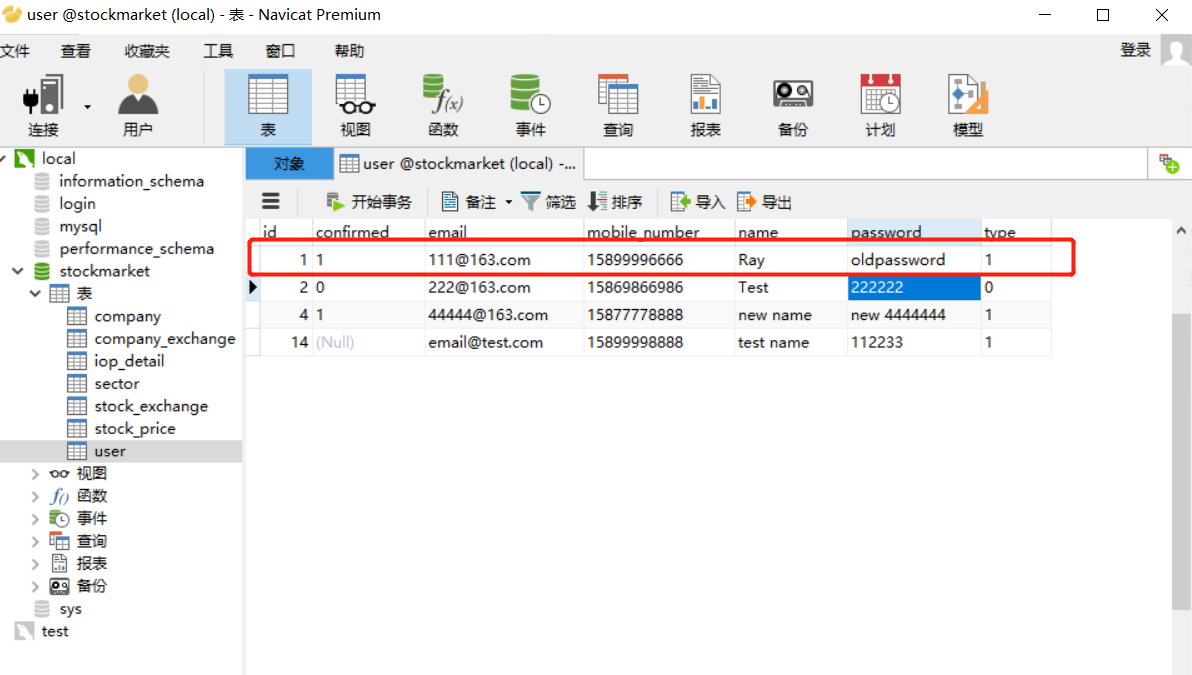 user @stockmarket (local) - 表 - Navicat Premium
文件 查看 收藏夹 工具 窗口 帮助 登录
连接 用户 表 视图 函数 事件 查询 报表 备份 计划 模型
local
information_schema
login
mysql
performance_schema
stockmarket
表
company
company_exchange
iop_detail
sector
stock_exchange
stock_price
user
视图
函数
事件
查询
报表
备份
sys
test
对象 user @stockmarket (local) -...
开始事务 备注 筛选 排序 导入 导出
id confirmed email mobile_number name password type
1 1 111@163.com 15899996666 Ray oldpassword 1
2 0 222@163.com 15869866986 Test 222222 0
4 1 44444@163.com 15877778888 new name new 4444444 1
14 (Null) email@test.com 15899998888 test name 112233 1